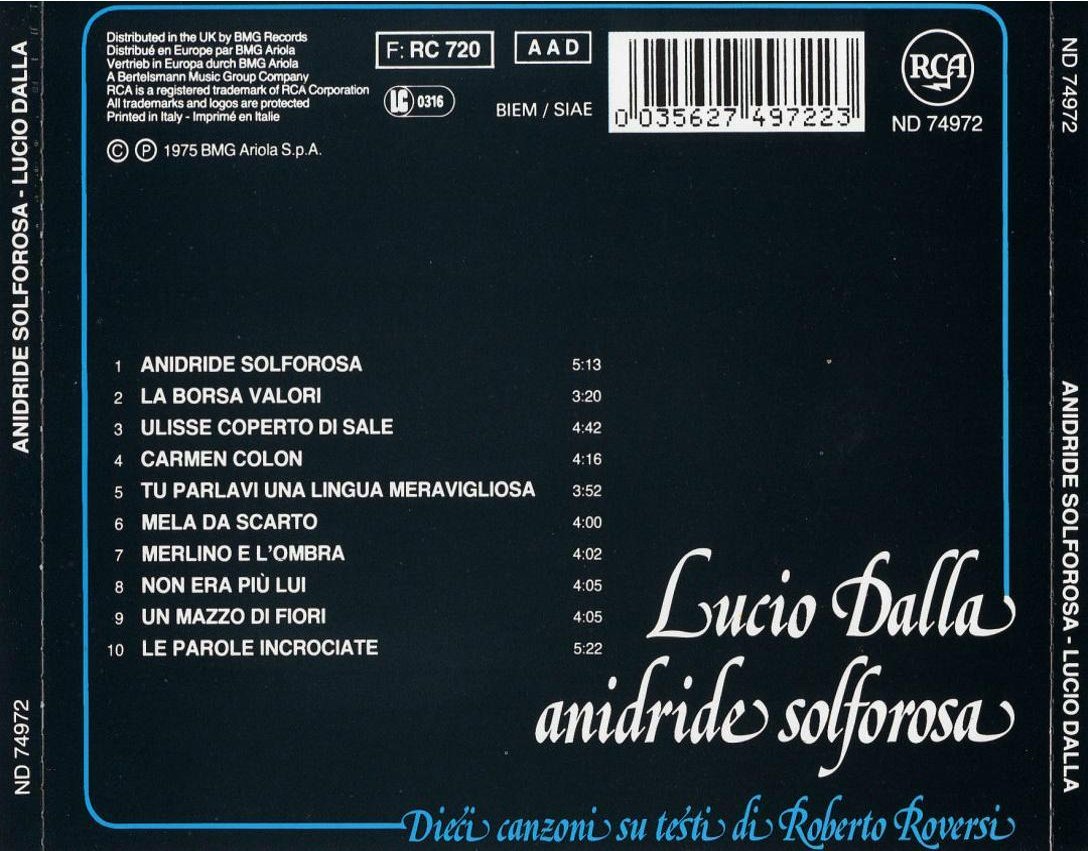 Distributed in the UK by BMG Records
Distribué en Europe par BMG Ariola
Vertrieb in Europa durch BMG Ariola
A Bertelsmann Music Group Company
RCA is a registered trademark of RCA Corporation
All trademarks and logos are protected
Printed in Italy - Imprimé en Italie
© ℗ 1975 BMG Ariola S.p.A.
F: RC 720
LC 0316
AAD
BIEM / SIAE
0 035627 497223
RCA
ND 74972
1 ANIDRIDE SOLFOROSA 5:13
2 LA BORSA VALORI 3:20
3 ULISSE COPERTO DI SALE 4:42
4 CARMEN COLON 4:16
5 TU PARLAVI UNA LINGUA MERAVIGLIOSA 3:52
6 MELA DA SCARTO 4:00
7 MERLINO E L'OMBRA 4:02
8 NON ERA PIÙ LUI 4:05
9 UN MAZZO DI FIORI 4:05
10 LE PAROLE INCROCIATE 5:22
Lucio Dalla
anidride solforosa
Dieci canzoni su testi di Roberto Roversi
ANIDRIDE SOLFOROSA - LUCIO DALLA
ND 74972
ND 74972
ANIDRIDE SOLFOROSA - LUCIO DALLA